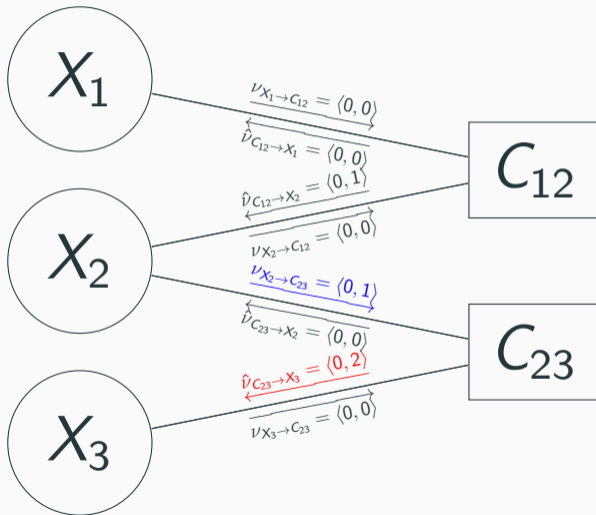 X₁
ν_{X₁→C₁₂} = ⟨0, 0⟩
ν̂_{C₁₂→X₁} = ⟨0, 0⟩
C₁₂
ν̂_{C₁₂→X₂} = ⟨0, 1⟩
ν_{X₂→C₁₂} = ⟨0, 0⟩
X₂
ν_{X₂→C₂₃} = ⟨0, 1⟩
ν̂_{C₂₃→X₂} = ⟨0, 0⟩
C₂₃
ν̂_{C₂₃→X₃} = ⟨0, 2⟩
ν_{X₃→C₂₃} = ⟨0, 0⟩
X₃